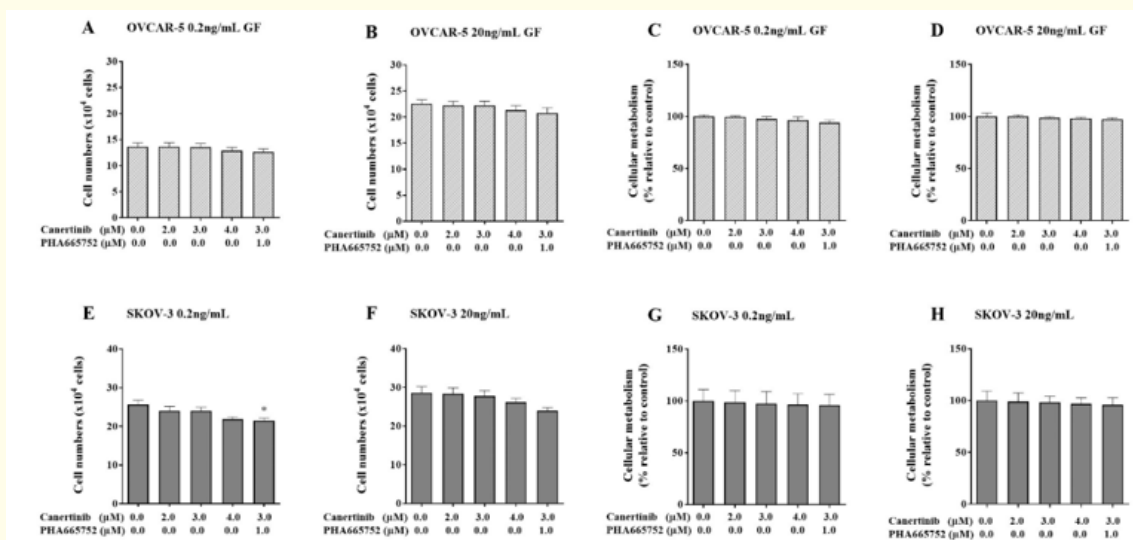 A
OVCAR-5 0.2ng/mL GF
Cell numbers (x10⁴ cells)
30
25
20
15
10
5
0
Canertinib (μM) 0.0 2.0 3.0 4.0 3.0
PHA665752 (μM) 0.0 0.0 0.0 0.0 1.0
B
OVCAR-5 20ng/mL GF
Cell numbers (x10⁴ cells)
30
25
20
15
10
5
0
Canertinib (μM) 0.0 2.0 3.0 4.0 3.0
PHA665752 (μM) 0.0 0.0 0.0 0.0 1.0
C
OVCAR-5 0.2ng/mL GF
Cellular metabolism
(% relative to control)
150
100
50
0
Canertinib (μM) 0.0 2.0 3.0 4.0 3.0
PHA665752 (μM) 0.0 0.0 0.0 0.0 1.0
D
OVCAR-5 20ng/mL GF
Cellular metabolism
(% relative to control)
150
100
50
0
Canertinib (μM) 0.0 2.0 3.0 4.0 3.0
PHA665752 (μM) 0.0 0.0 0.0 0.0 1.0
E
SKOV-3 0.2ng/mL
Cell numbers (x10⁴ cells)
40
30
20
10
0
*
Canertinib (μM) 0.0 2.0 3.0 4.0 3.0
PHA665752 (μM) 0.0 0.0 0.0 0.0 1.0
F
SKOV-3 20ng/mL
Cell numbers (x10⁴ cells)
40
30
20
10
0
Canertinib (μM) 0.0 2.0 3.0 4.0 3.0
PHA665752 (μM) 0.0 0.0 0.0 0.0 1.0
G
SKOV-3 0.2ng/mL
Cellular metabolism
(% relative to control)
150
100
50
0
Canertinib (μM) 0.0 2.0 3.0 4.0 3.0
PHA665752 (μM) 0.0 0.0 0.0 0.0 1.0
H
SKOV-3 20ng/mL
Cellular metabolism
(% relative to control)
150
100
50
0
Canertinib (μM) 0.0 2.0 3.0 4.0 3.0
PHA665752 (μM) 0.0 0.0 0.0 0.0 1.0